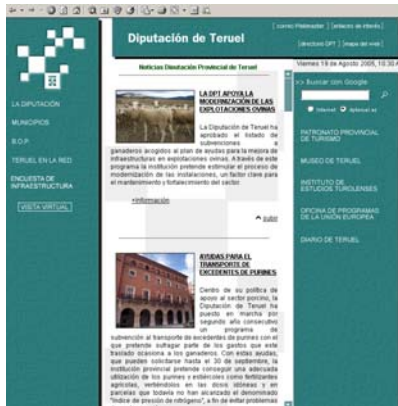 [correo Webmaster] [enlaces de interés]
Diputación de Teruel
[directorio DPT] [mapa del web]
Noticias Diputación Provincial de Teruel
Viernes 19 de Agosto 2005, 10:30
>> Buscar con Google
Internet
LA DIPUTACIÓN
MUNICIPIOS
B.O.P.
TERUEL EN LA RED
ENCUESTA DE
INFRAESTRUCTURA
VISITA VIRTUAL
LA DPT APOYA LA
MODERNIZACIÓN DE LAS
EXPLOTACIONES OVINAS
La Diputación de Teruel ha
aprobado el listado de
subvenciones a
ganaderos acogidos al plan de ayudas para la mejora de
infraestructuras en explotaciones ovinas. A través de este
programa la institución pretende estimular el proceso de
modernización de las instalaciones, un factor clave para
el mantenimiento y fortalecimiento del sector.
+información
subir
AYUDAS PARA EL
TRANSPORTE DE
EXCEDENTES DE PURINES
Dentro de su política de
apoyo al sector porcino, la
Diputación de Teruel ha
puesto en marcha por
segundo año consecutivo
un programa de
subvención al transporte de excedentes de purines con el
que pretende sufragar parte de los gastos que este
traslado ocasiona a los ganaderos. Con estas ayudas,
que pueden solicitarse hasta el 30 de septiembre, la
institución provincial pretende conseguir una adecuada
utilización de los purines y estiércoles como fertilizantes
agrícolas, vertiéndolos en las dosis idóneas y en
parcelas que todavía no han alcanzado el denominado
"índice de presión de nitrógeno", a fin de evitar problemas
PATRONATO PROVINCIAL
DE TURISMO
MUSEO DE TERUEL
INSTITUTO DE
ESTUDIOS TUROLENSES
OFICINA DE PROGRAMAS
DE LA UNIÓN EUROPEA
DIARIO DE TERUEL